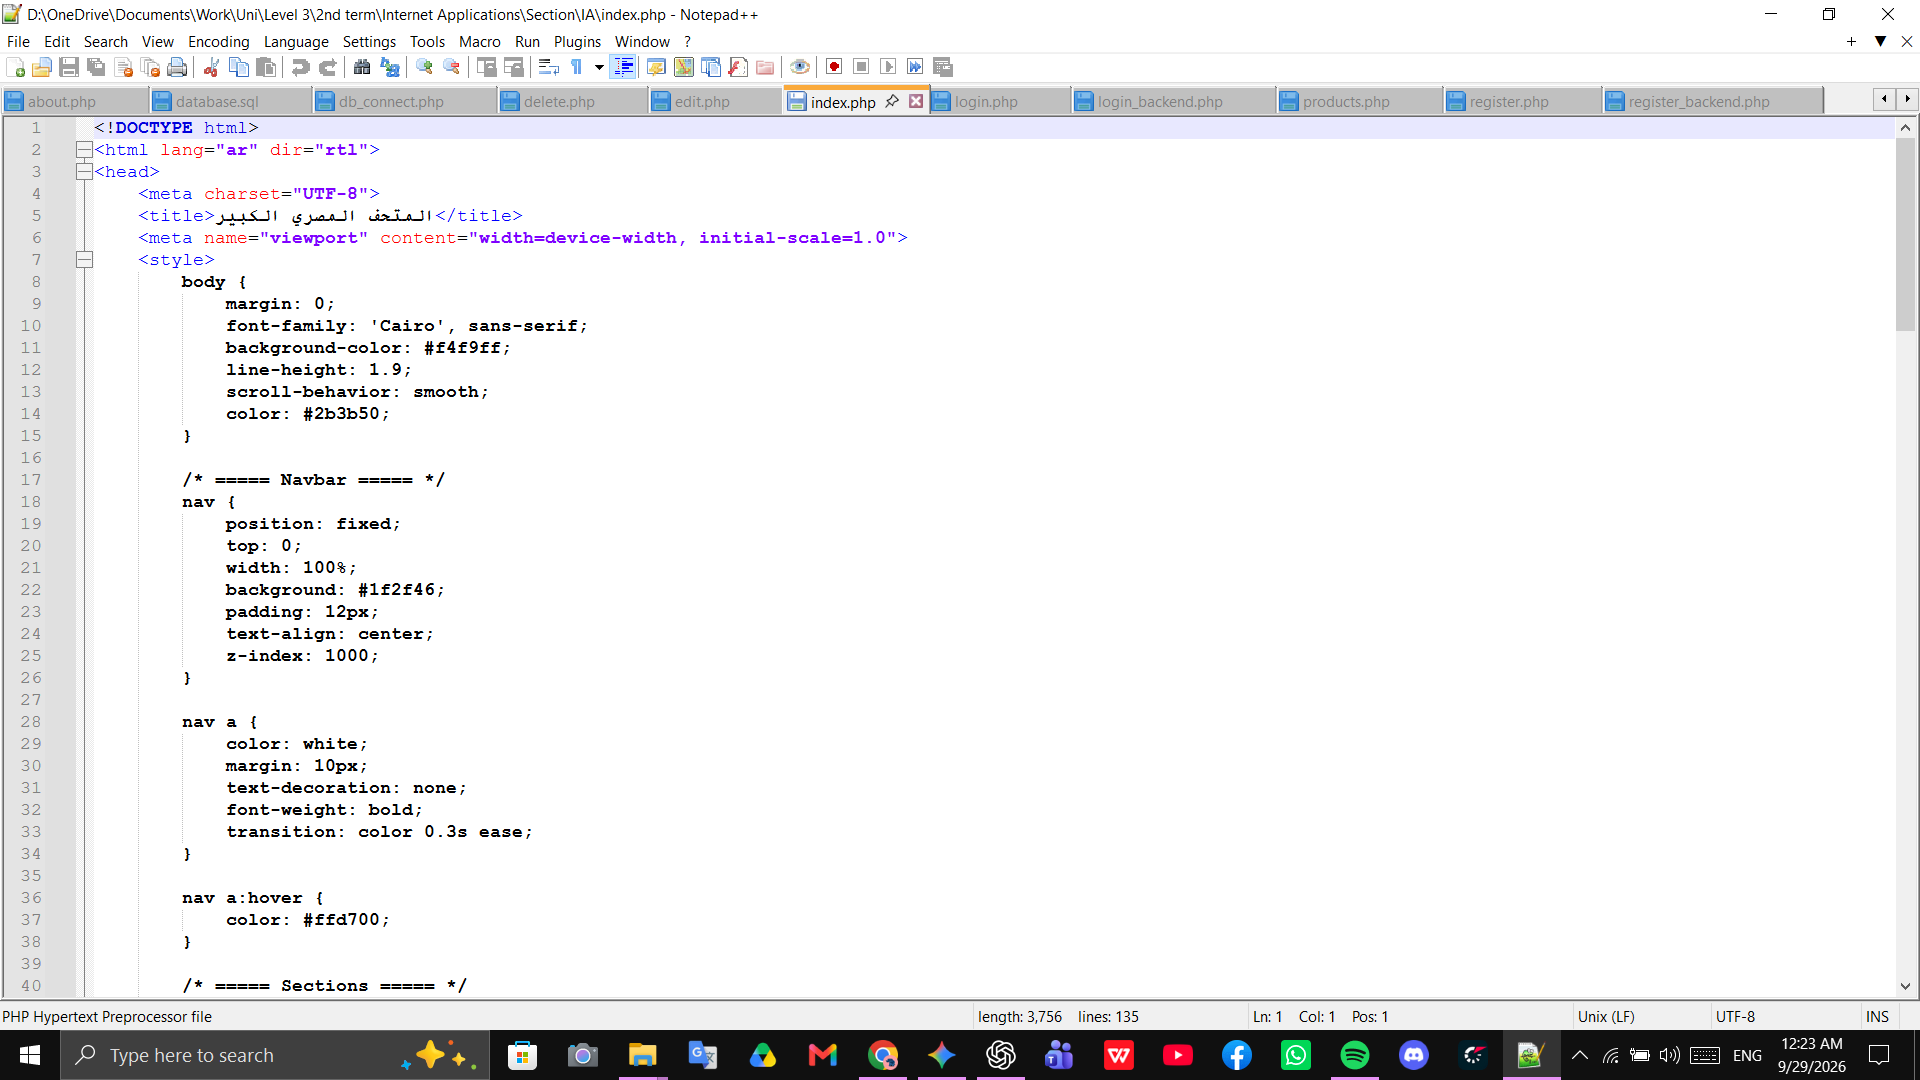 D:\OneDrive\Documents\Work\Uni\Level 3\2nd term\Internet Applications\Section\IA\index.php - Notepad++
File Edit Search View Encoding Language Settings Tools Macro Run Plugins Window ?
about.php database.sql db_connect.php delete.php edit.php index.php login.php login_backend.php products.php register.php register_backend.php
1 <!DOCTYPE html>
2 <html lang="ar" dir="rtl">
3 <head>
4 <meta charset="UTF-8">
5 <title>المتحف المصري الكبير</title>
6 <meta name="viewport" content="width=device-width, initial-scale=1.0">
7 <style>
8 body {
9 margin: 0;
10 font-family: 'Cairo', sans-serif;
11 background-color: #f4f9ff;
12 line-height: 1.9;
13 scroll-behavior: smooth;
14 color: #2b3b50;
15 }
16
17 /* ===== Navbar ===== */
18 nav {
19 position: fixed;
20 top: 0;
21 width: 100%;
22 background: #1f2f46;
23 padding: 12px;
24 text-align: center;
25 z-index: 1000;
26 }
27
28 nav a {
29 color: white;
30 margin: 10px;
31 text-decoration: none;
32 font-weight: bold;
33 transition: color 0.3s ease;
34 }
35
36 nav a:hover {
37 color: #ffd700;
38 }
39
40 /* ===== Sections ===== */
PHP Hypertext Preprocessor file length: 3,756 lines: 135 Ln: 1 Col: 1 Pos: 1 Unix (LF) UTF-8 INS
Type here to search ENG 12:23 AM
9/29/2026